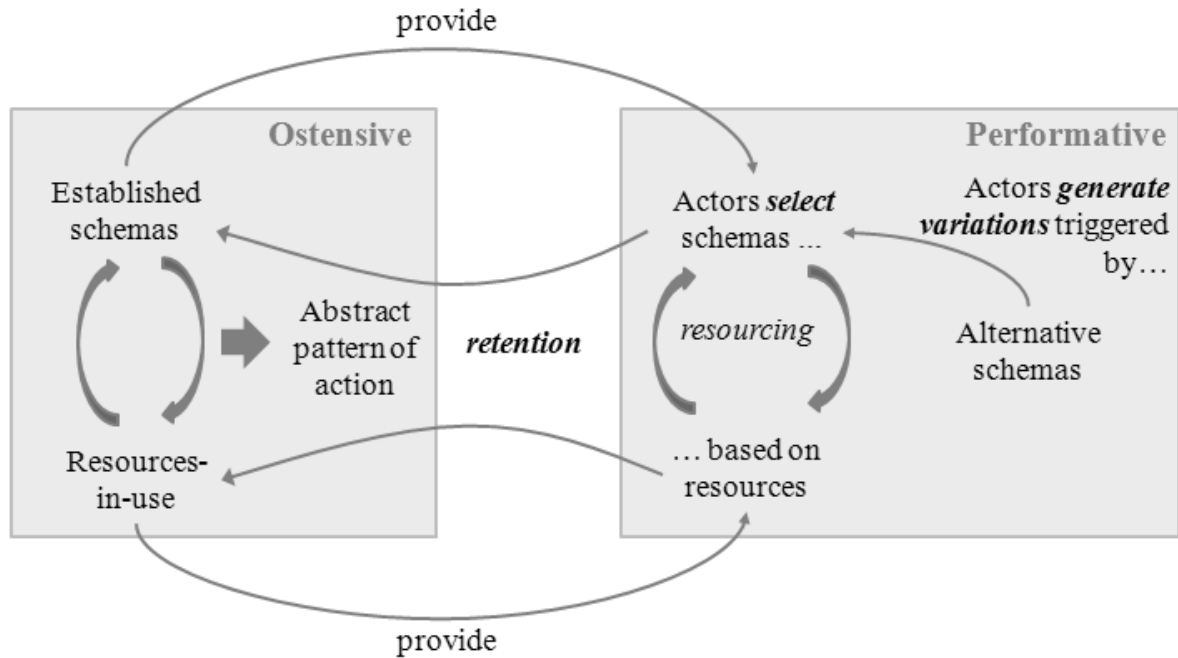 provide
Ostensive
Established
schemas
Abstract
pattern of
action
Resources-
in-use
retention
Performative
Actors select
schemas ...
Actors generate
variations triggered
by…
resourcing
Alternative
schemas
… based on
resources
provide